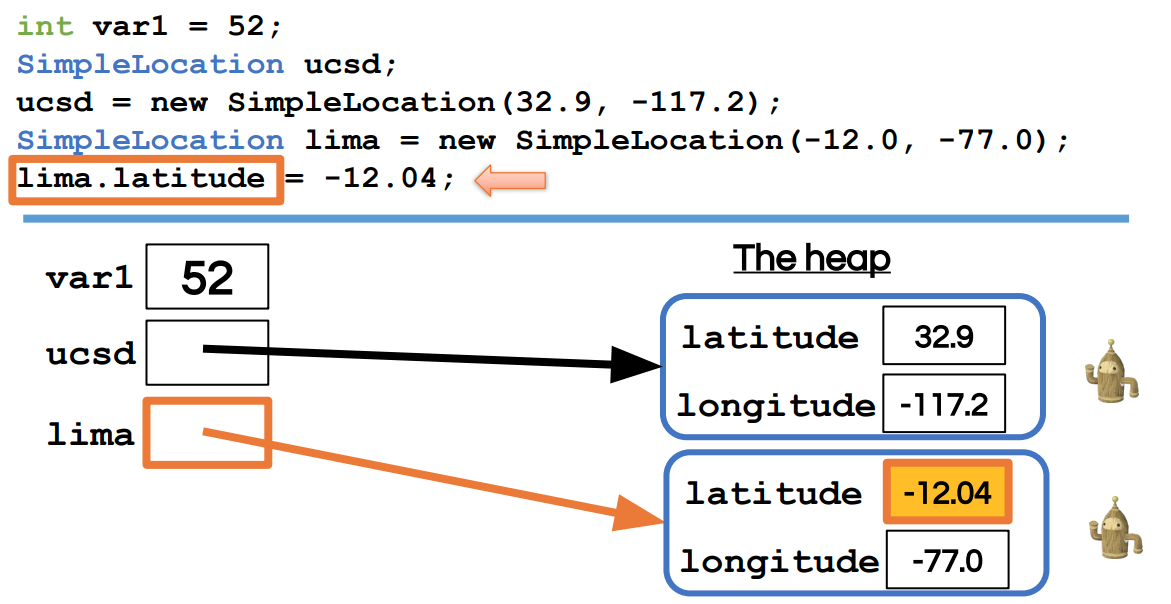 int var1 = 52;
SimpleLocation ucsd;
ucsd = new SimpleLocation(32.9, -117.2);
SimpleLocation lima = new SimpleLocation(-12.0, -77.0);
lima.latitude = -12.04;
The heap
var1 52
ucsd
lima
latitude 32.9
longitude -117.2
latitude -12.04
longitude -77.0